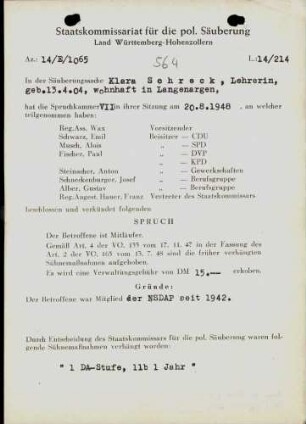 Staatskommissariat für die pol. Säuberung
Land Württemberg-Hohenzollern
Az.: 14/E/1065
564
L:14/214
In der Säuberungssache Klara Schreck, Lehrerin,
geb.13.4.04, wohnhaft in Langenargen,
hat die Spruchkammer VII in ihrer Sitzung am 20.8.1948, an welcher
teilgenommen haben:
Reg.Ass. Wax Vorsitzender
Schwarz, Emil Beisitzer — CDU
Musch, Alois „ — SPD
Fischer, Paul „ — DVP
„ — KPD
Steinacher, Anton „ — Gewerkschaften
Schneckenburger, Josef „ — Berufsgruppe
Alber, Gustav „ — Berufsgruppe
Reg.Angest. Hauer, Franz Vertreter des Staatskommissars
beschlossen und verkündet folgenden
SPRUCH
Der Betroffene ist Mitläufer.
Gemäß Art. 4 der VO. 133 vom 17. 11. 47 in der Fassung des
Art. 2 der VO. 165 vom 13. 7. 48 sind die früher verhängten
Sühnemaßnahmen aufgehoben.
Es wird eine Verwaltungsgebühr von DM 15.-- erhoben.
Gründe:
Der Betroffene war Mitglied der NSDAP seit 1942.
Durch Entscheidung des Staatskommissars für die pol. Säuberung waren fol-
gende Sühnemaßnahmen verhängt worden:
" 1 DA-Stufe, 11b 1 Jahr "